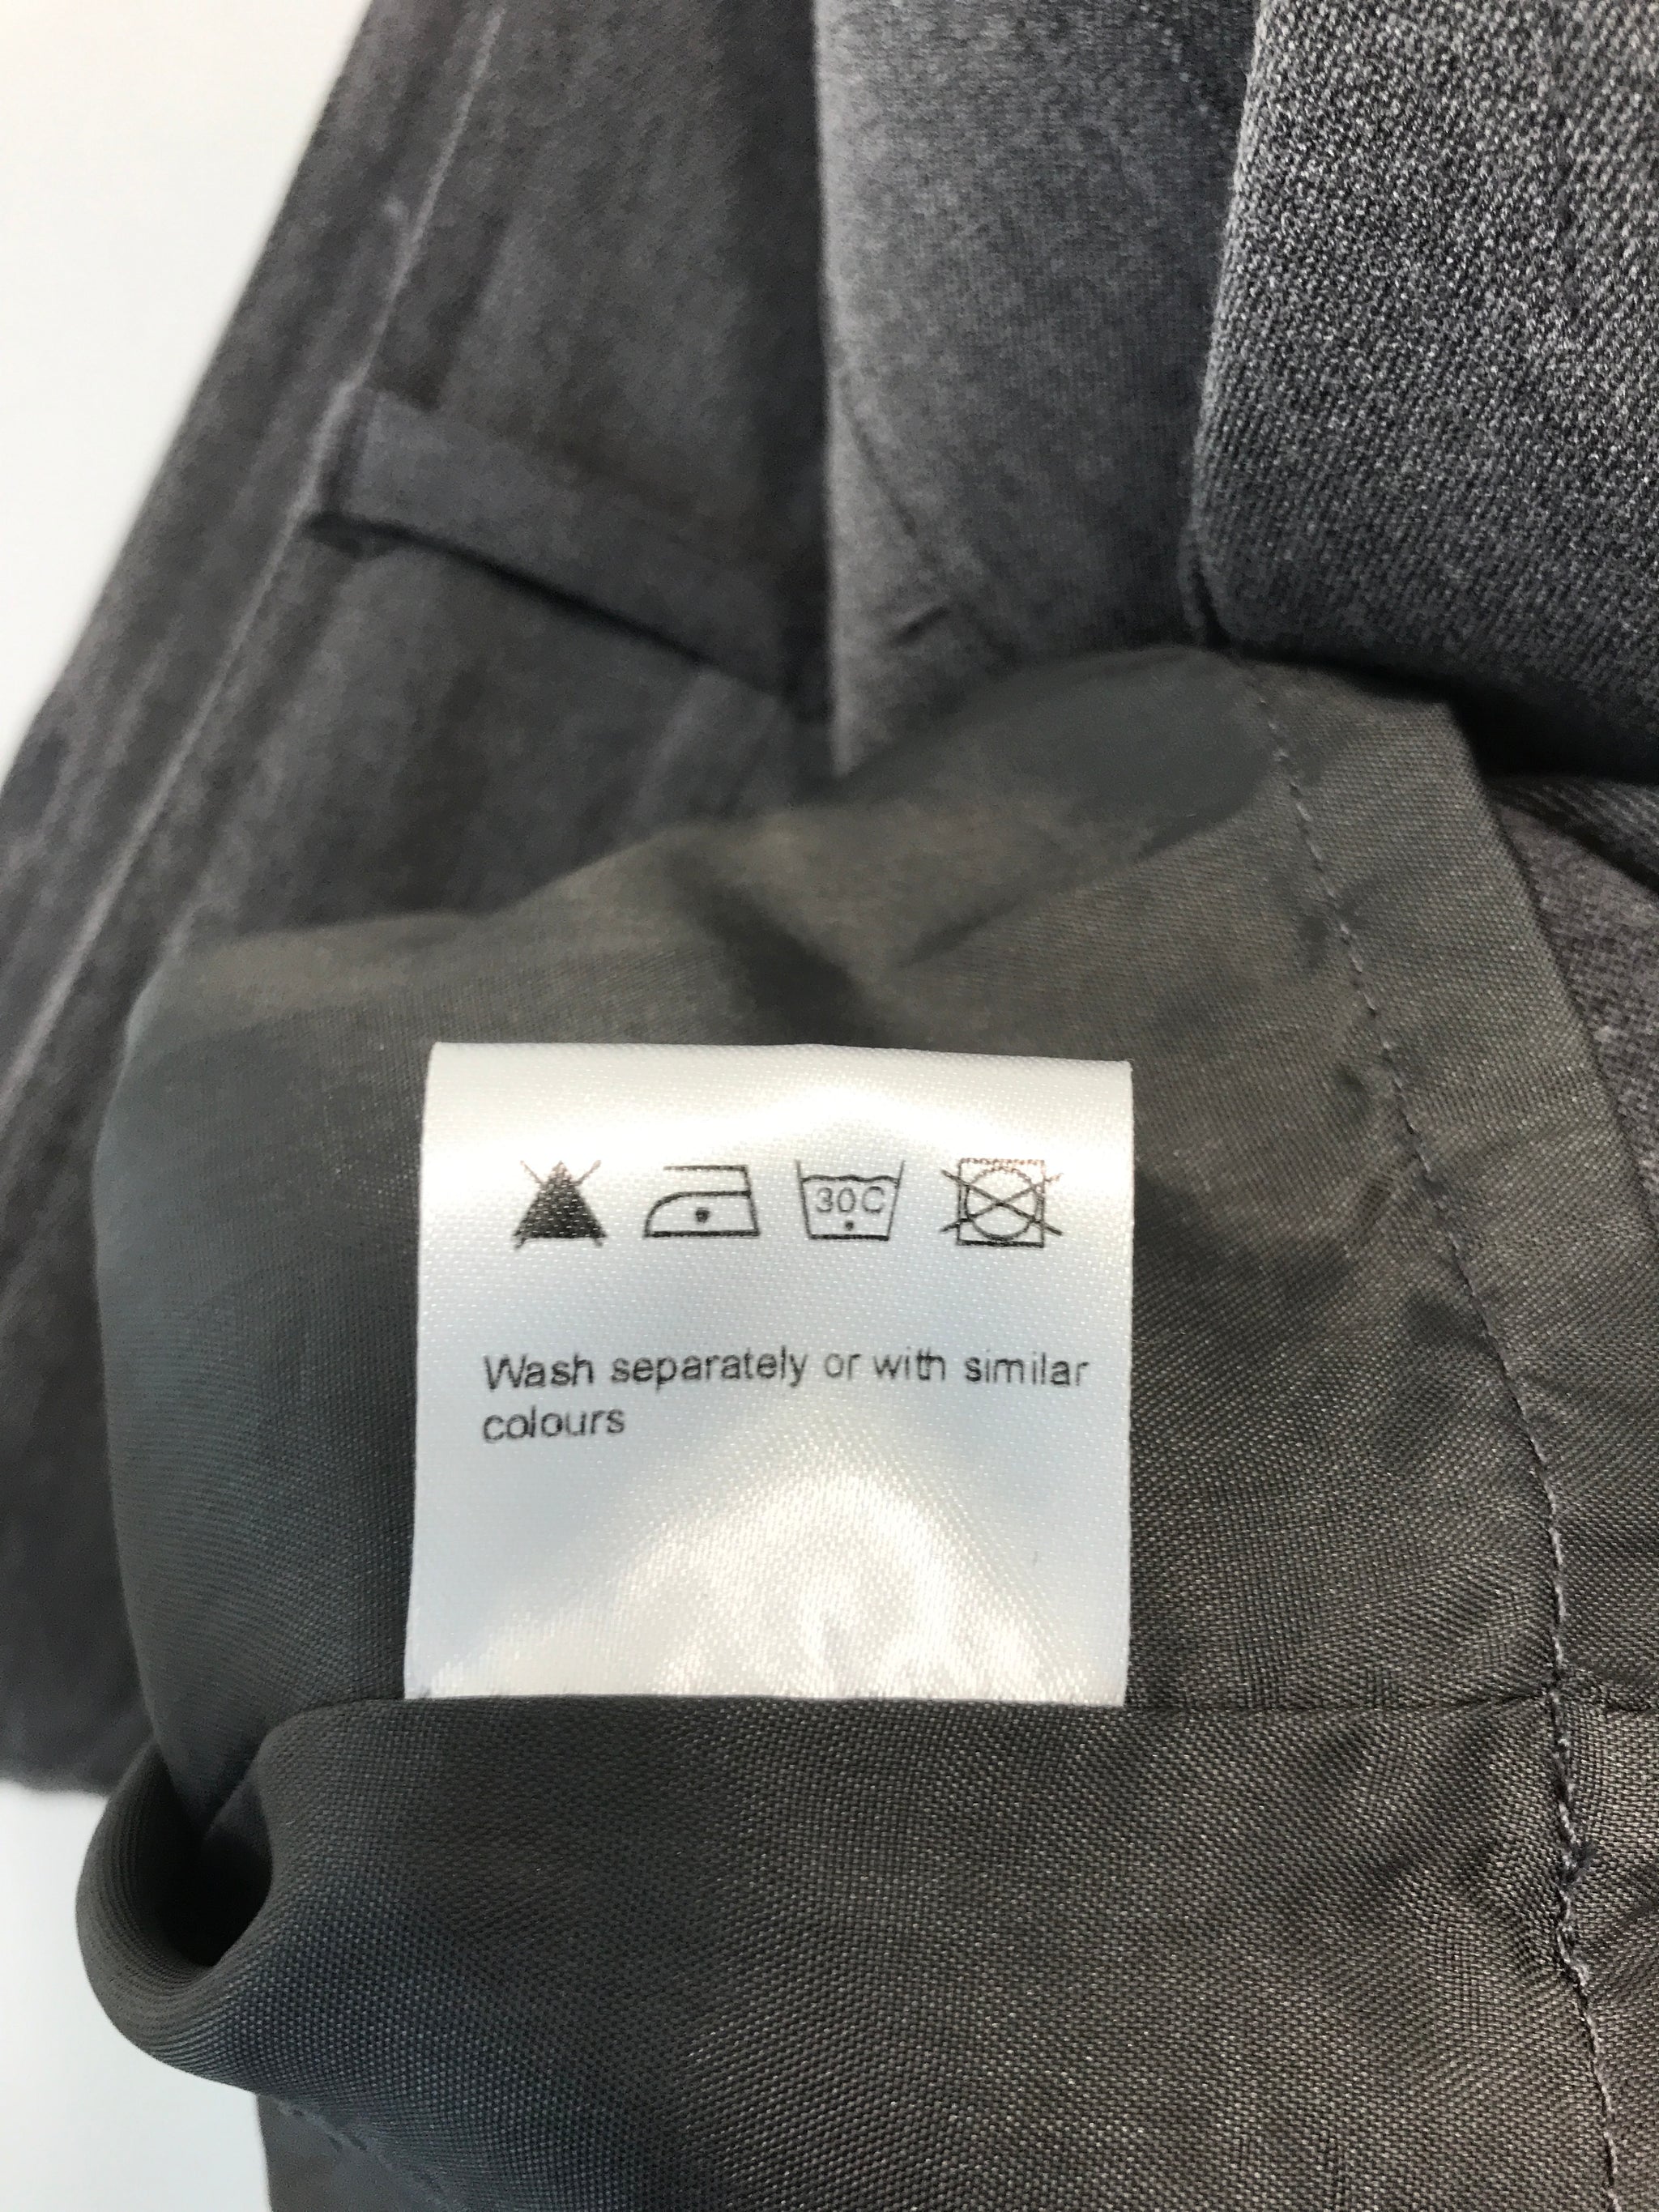 30C
Wash separately or with similar
colours